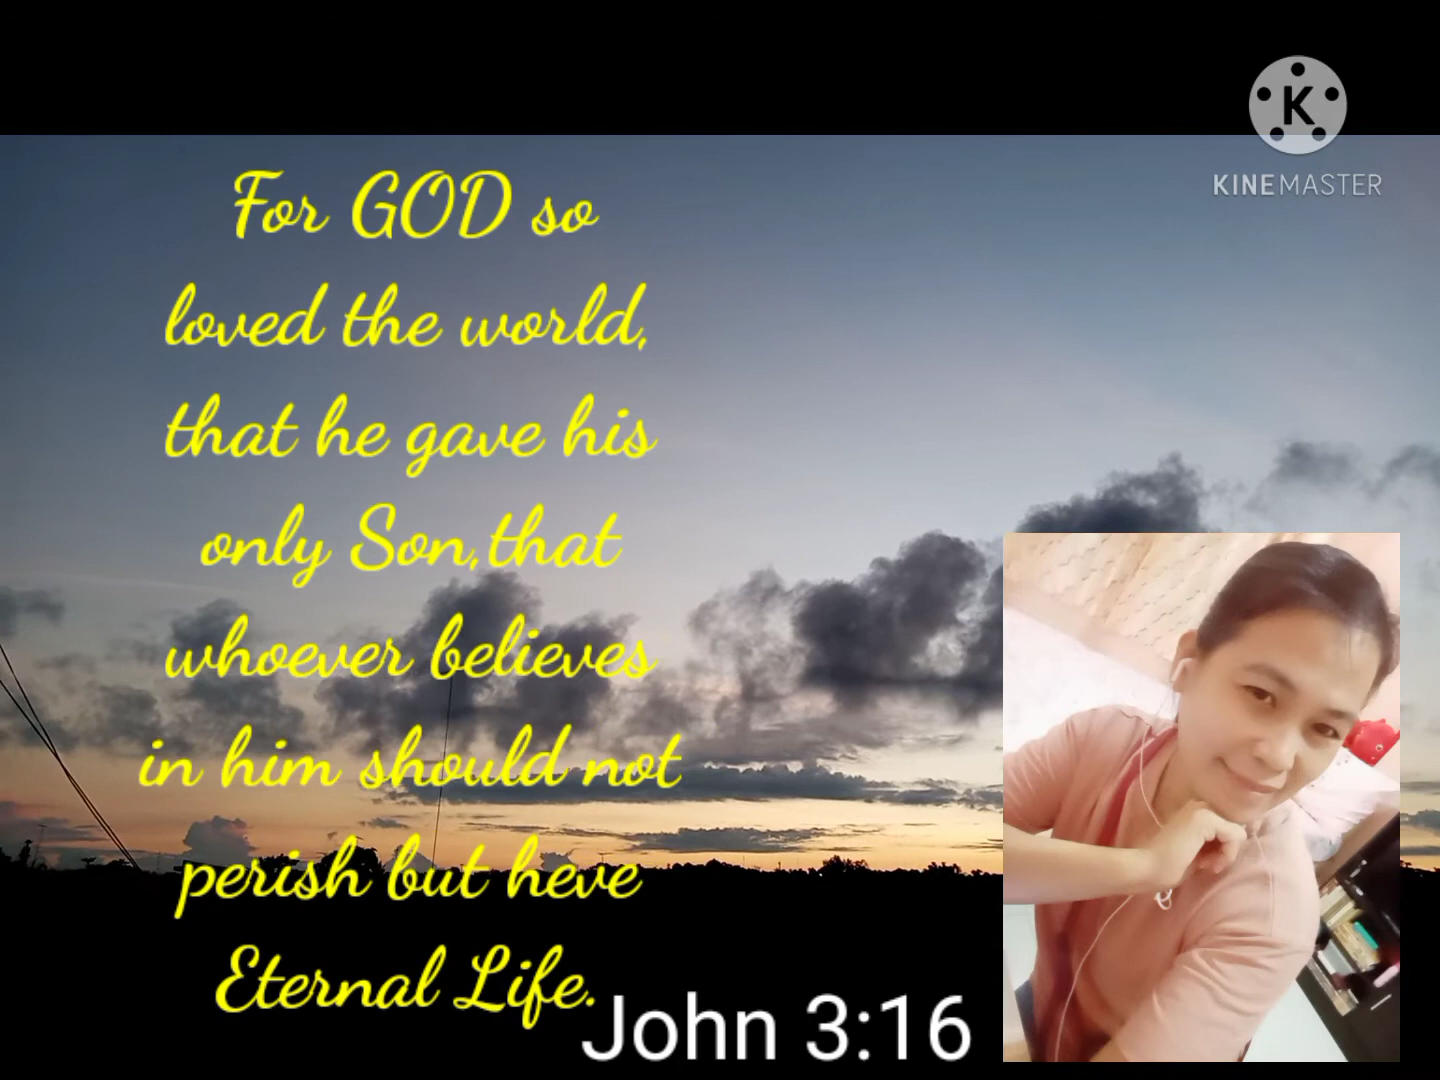 For GOD so
loved the world,
that he gave his
only Son,that
whoever believes
in him should not
perish but heve
Eternal Life.
John 3:16
K
KINEMASTER